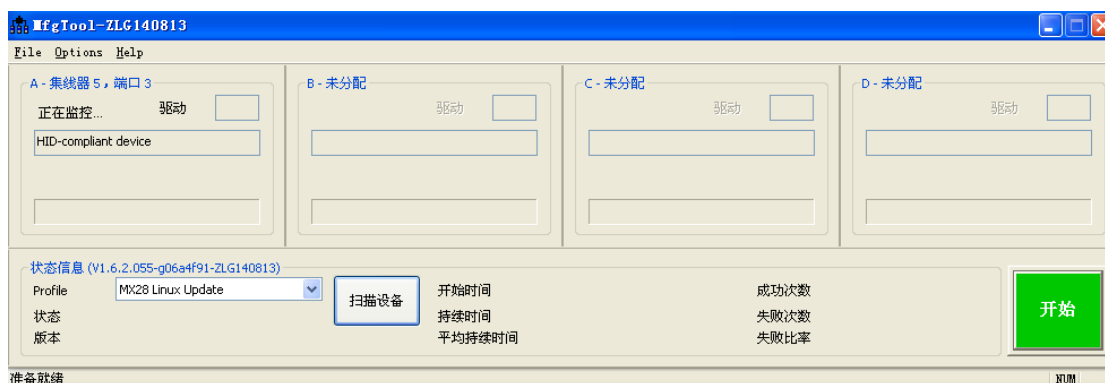 MfgTool-ZLG140813
File Options Help
A - 集线器 5，端口 3
正在监控... 驱动
HID-compliant device
B - 未分配
驱动
C - 未分配
驱动
D - 未分配
驱动
状态信息 (V1.6.2.055-g06a4f91-ZLG140813)
Profile MX28 Linux Update
状态
版本
扫描设备
开始时间
持续时间
平均持续时间
成功次数
失败次数
失败比率
开始
准备就绪 NUM